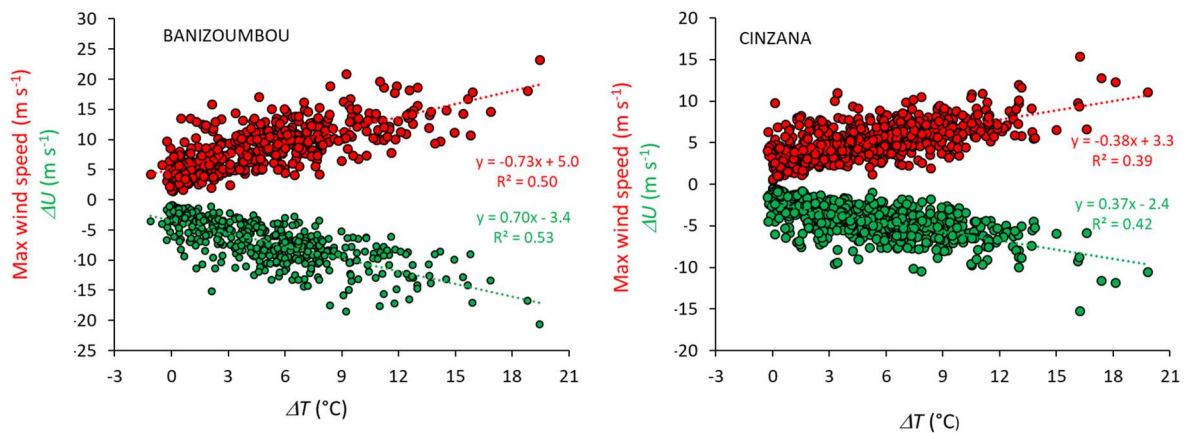 BANIZOUMBOU
Max wind speed (m s⁻¹)
ΔU (m s⁻¹)
30
25
20
15
10
5
0
-5
-10
-15
-20
-25
y = -0.73x + 5.0
R² = 0.50
y = 0.70x - 3.4
R² = 0.53
-3 0 3 6 9 12 15 18 21
ΔT (°C)
CINZANA
Max wind speed (m s⁻¹)
ΔU (m s⁻¹)
20
15
10
5
0
-5
-10
-15
-20
y = -0.38x + 3.3
R² = 0.39
y = 0.37x - 2.4
R² = 0.42
-3 0 3 6 9 12 15 18 21
ΔT (°C)